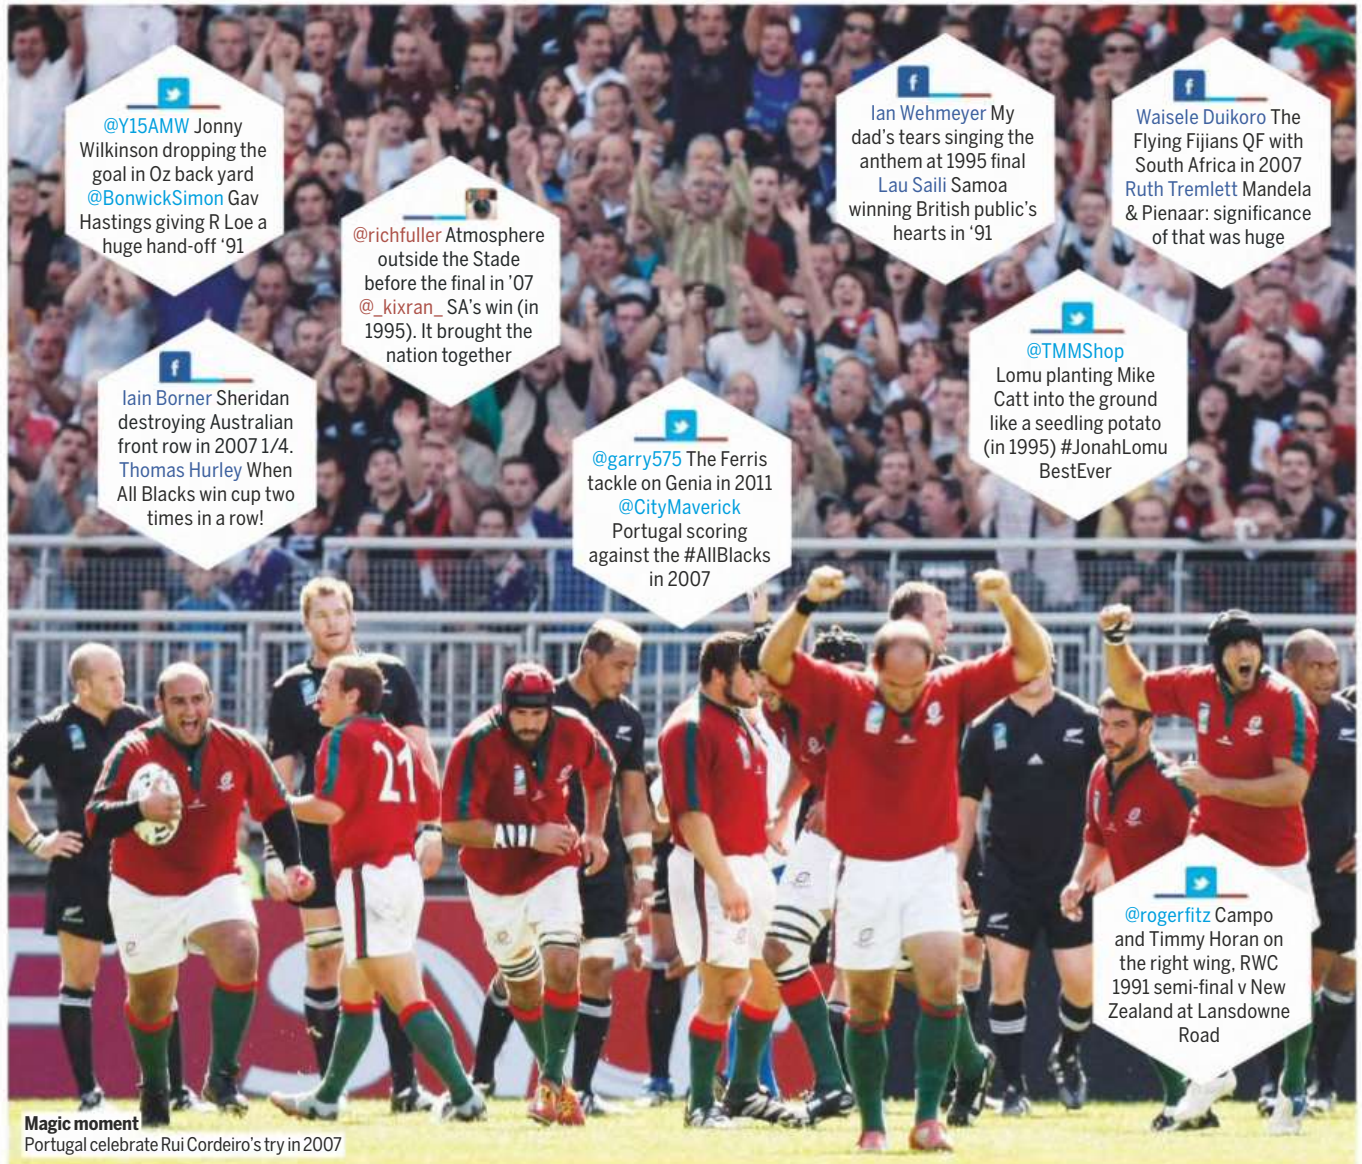 @Y15AMW Jonny
Wilkinson dropping the
goal in Oz back yard
@BonwickSimon Gav
Hastings giving R Loe a
huge hand-off ‘91
@richfuller Atmosphere
outside the Stade
before the final in ’07
@_kixran_ SA’s win (in
1995). It brought the
nation together
Ian Wehmeyer My
dad’s tears singing the
anthem at 1995 final
Lau Saili Samoa
winning British public’s
hearts in ‘91
Waisele Duikoro The
Flying Fijians QF with
South Africa in 2007
Ruth Tremlett Mandela
& Pienaar: significance
of that was huge
Iain Borner Sheridan
destroying Australian
front row in 2007 1/4.
Thomas Hurley When
All Blacks win cup two
times in a row!
@garry575 The Ferris
tackle on Genia in 2011
@CityMaverick
Portugal scoring
against the #AllBlacks
in 2007
@TMMShop
Lomu planting Mike
Catt into the ground
like a seedling potato
(in 1995) #JonahLomu
BestEver
21
@rogerfitz Campo
and Timmy Horan on
the right wing, RWC
1991 semi-final v New
Zealand at Lansdowne
Road
Magic moment
Portugal celebrate Rui Cordeiro’s try in 2007